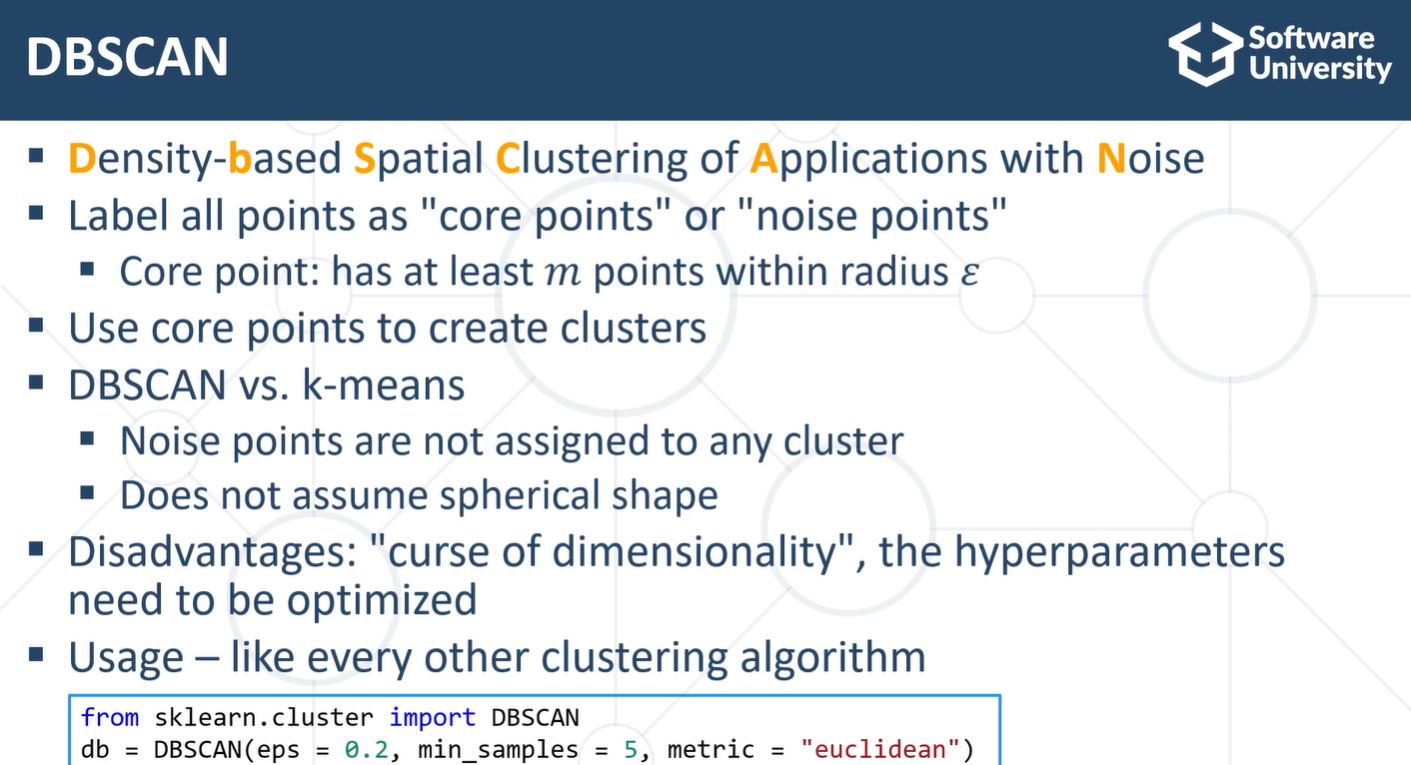 DBSCAN
Software
University
▪ Density-based Spatial Clustering of Applications with Noise
▪ Label all points as "core points" or "noise points"
▪ Core point: has at least m points within radius ε
▪ Use core points to create clusters
▪ DBSCAN vs. k-means
▪ Noise points are not assigned to any cluster
▪ Does not assume spherical shape
▪ Disadvantages: "curse of dimensionality", the hyperparameters
need to be optimized
▪ Usage – like every other clustering algorithm
from sklearn.cluster import DBSCAN
db = DBSCAN(eps = 0.2, min_samples = 5, metric = "euclidean")